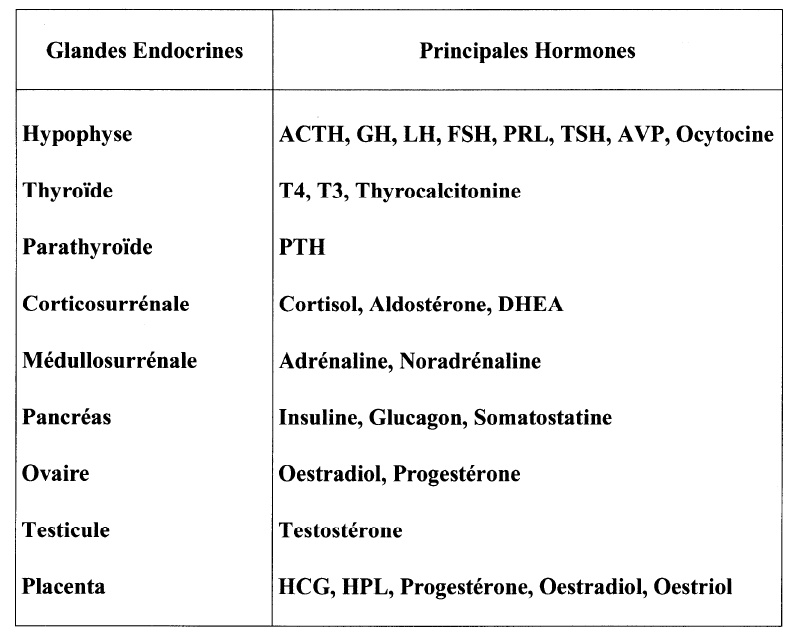 Glandes Endocrines Principales Hormones
Hypophyse ACTH, GH, LH, FSH, PRL, TSH, AVP, Ocytocine
Thyroïde T4, T3, Thyrocalcitonine
Parathyroïde PTH
Corticosurrénale Cortisol, Aldostérone, DHEA
Médullosurrénale Adrénaline, Noradrénaline
Pancréas Insuline, Glucagon, Somatostatine
Ovaire Oestradiol, Progestérone
Testicule Testostérone
Placenta HCG, HPL, Progestérone, Oestradiol, Oestriol